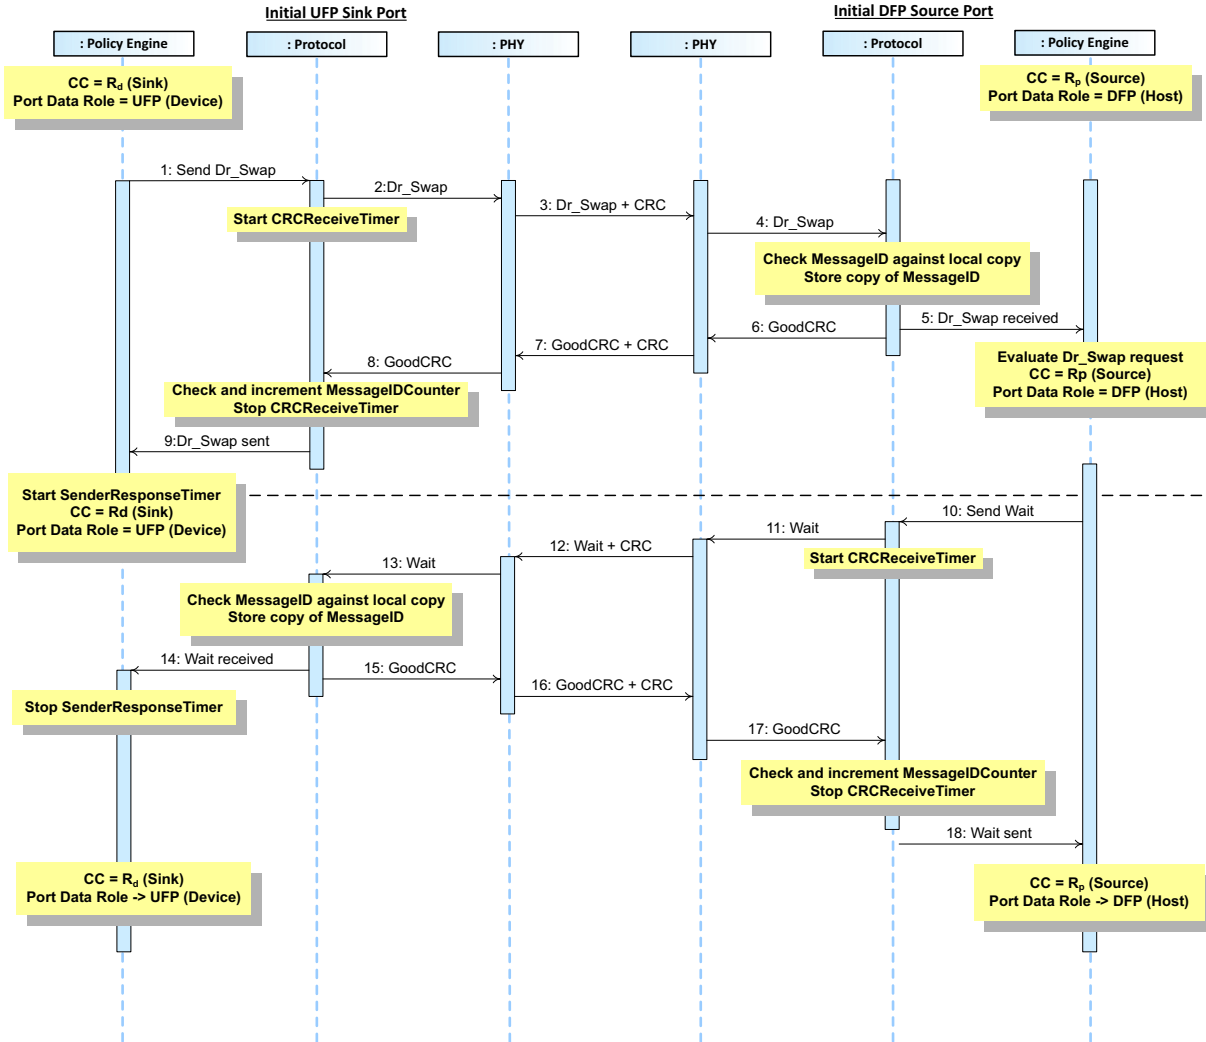 Initial UFP Sink Port
Initial DFP Source Port
: Policy Engine
: Protocol
: PHY
: PHY
: Protocol
: Policy Engine
CC = Rd (Sink)
Port Data Role = UFP (Device)
CC = Rp (Source)
Port Data Role = DFP (Host)
1: Send Dr_Swap
2:Dr_Swap
Start CRCReceiveTimer
3: Dr_Swap + CRC
4: Dr_Swap
Check MessageID against local copy
Store copy of MessageID
5: Dr_Swap received
6: GoodCRC
7: GoodCRC + CRC
8: GoodCRC
Evaluate Dr_Swap request
CC = Rp (Source)
Port Data Role = DFP (Host)
Check and increment MessageIDCounter
Stop CRCReceiveTimer
9:Dr_Swap sent
Start SenderResponseTimer
CC = Rd (Sink)
Port Data Role = UFP (Device)
10: Send Wait
11: Wait
Start CRCReceiveTimer
12: Wait + CRC
13: Wait
Check MessageID against local copy
Store copy of MessageID
14: Wait received
15: GoodCRC
16: GoodCRC + CRC
Stop SenderResponseTimer
17: GoodCRC
Check and increment MessageIDCounter
Stop CRCReceiveTimer
18: Wait sent
CC = Rd (Sink)
Port Data Role -> UFP (Device)
CC = Rp (Source)
Port Data Role -> DFP (Host)